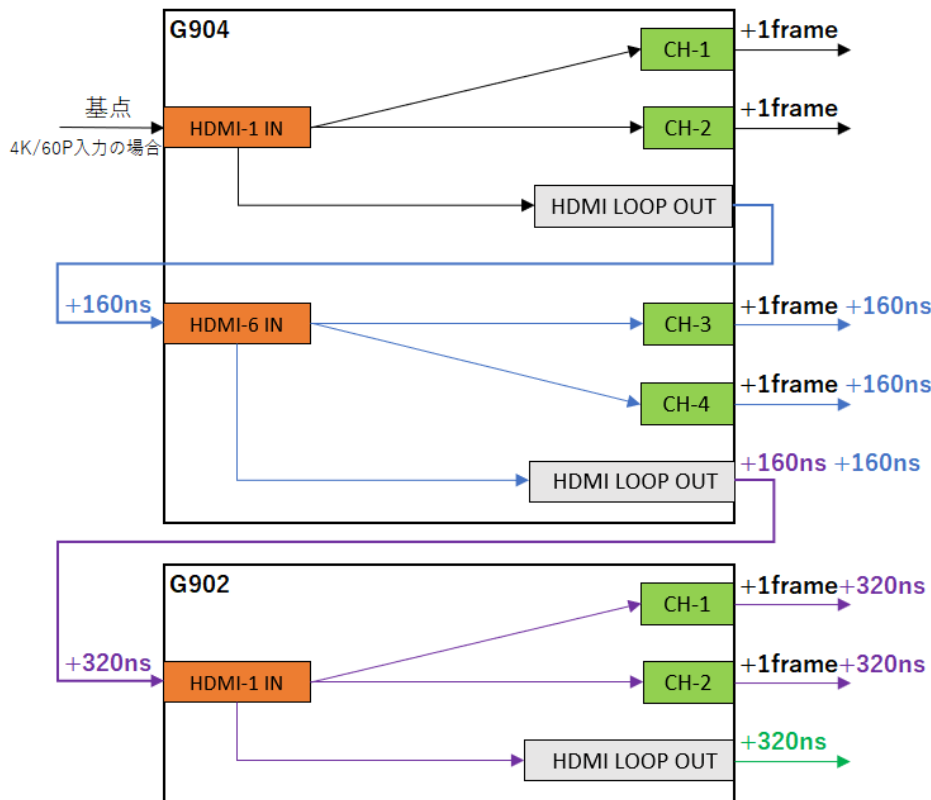 G904
CH-1
+1frame
基点
HDMI-1 IN
CH-2
+1frame
4K/60P入力の場合
HDMI LOOP OUT
+160ns
HDMI-6 IN
CH-3
+1frame +160ns
CH-4
+1frame +160ns
HDMI LOOP OUT
+160ns +160ns
G902
CH-1
+1frame+320ns
+320ns
HDMI-1 IN
CH-2
+1frame+320ns
HDMI LOOP OUT
+320ns